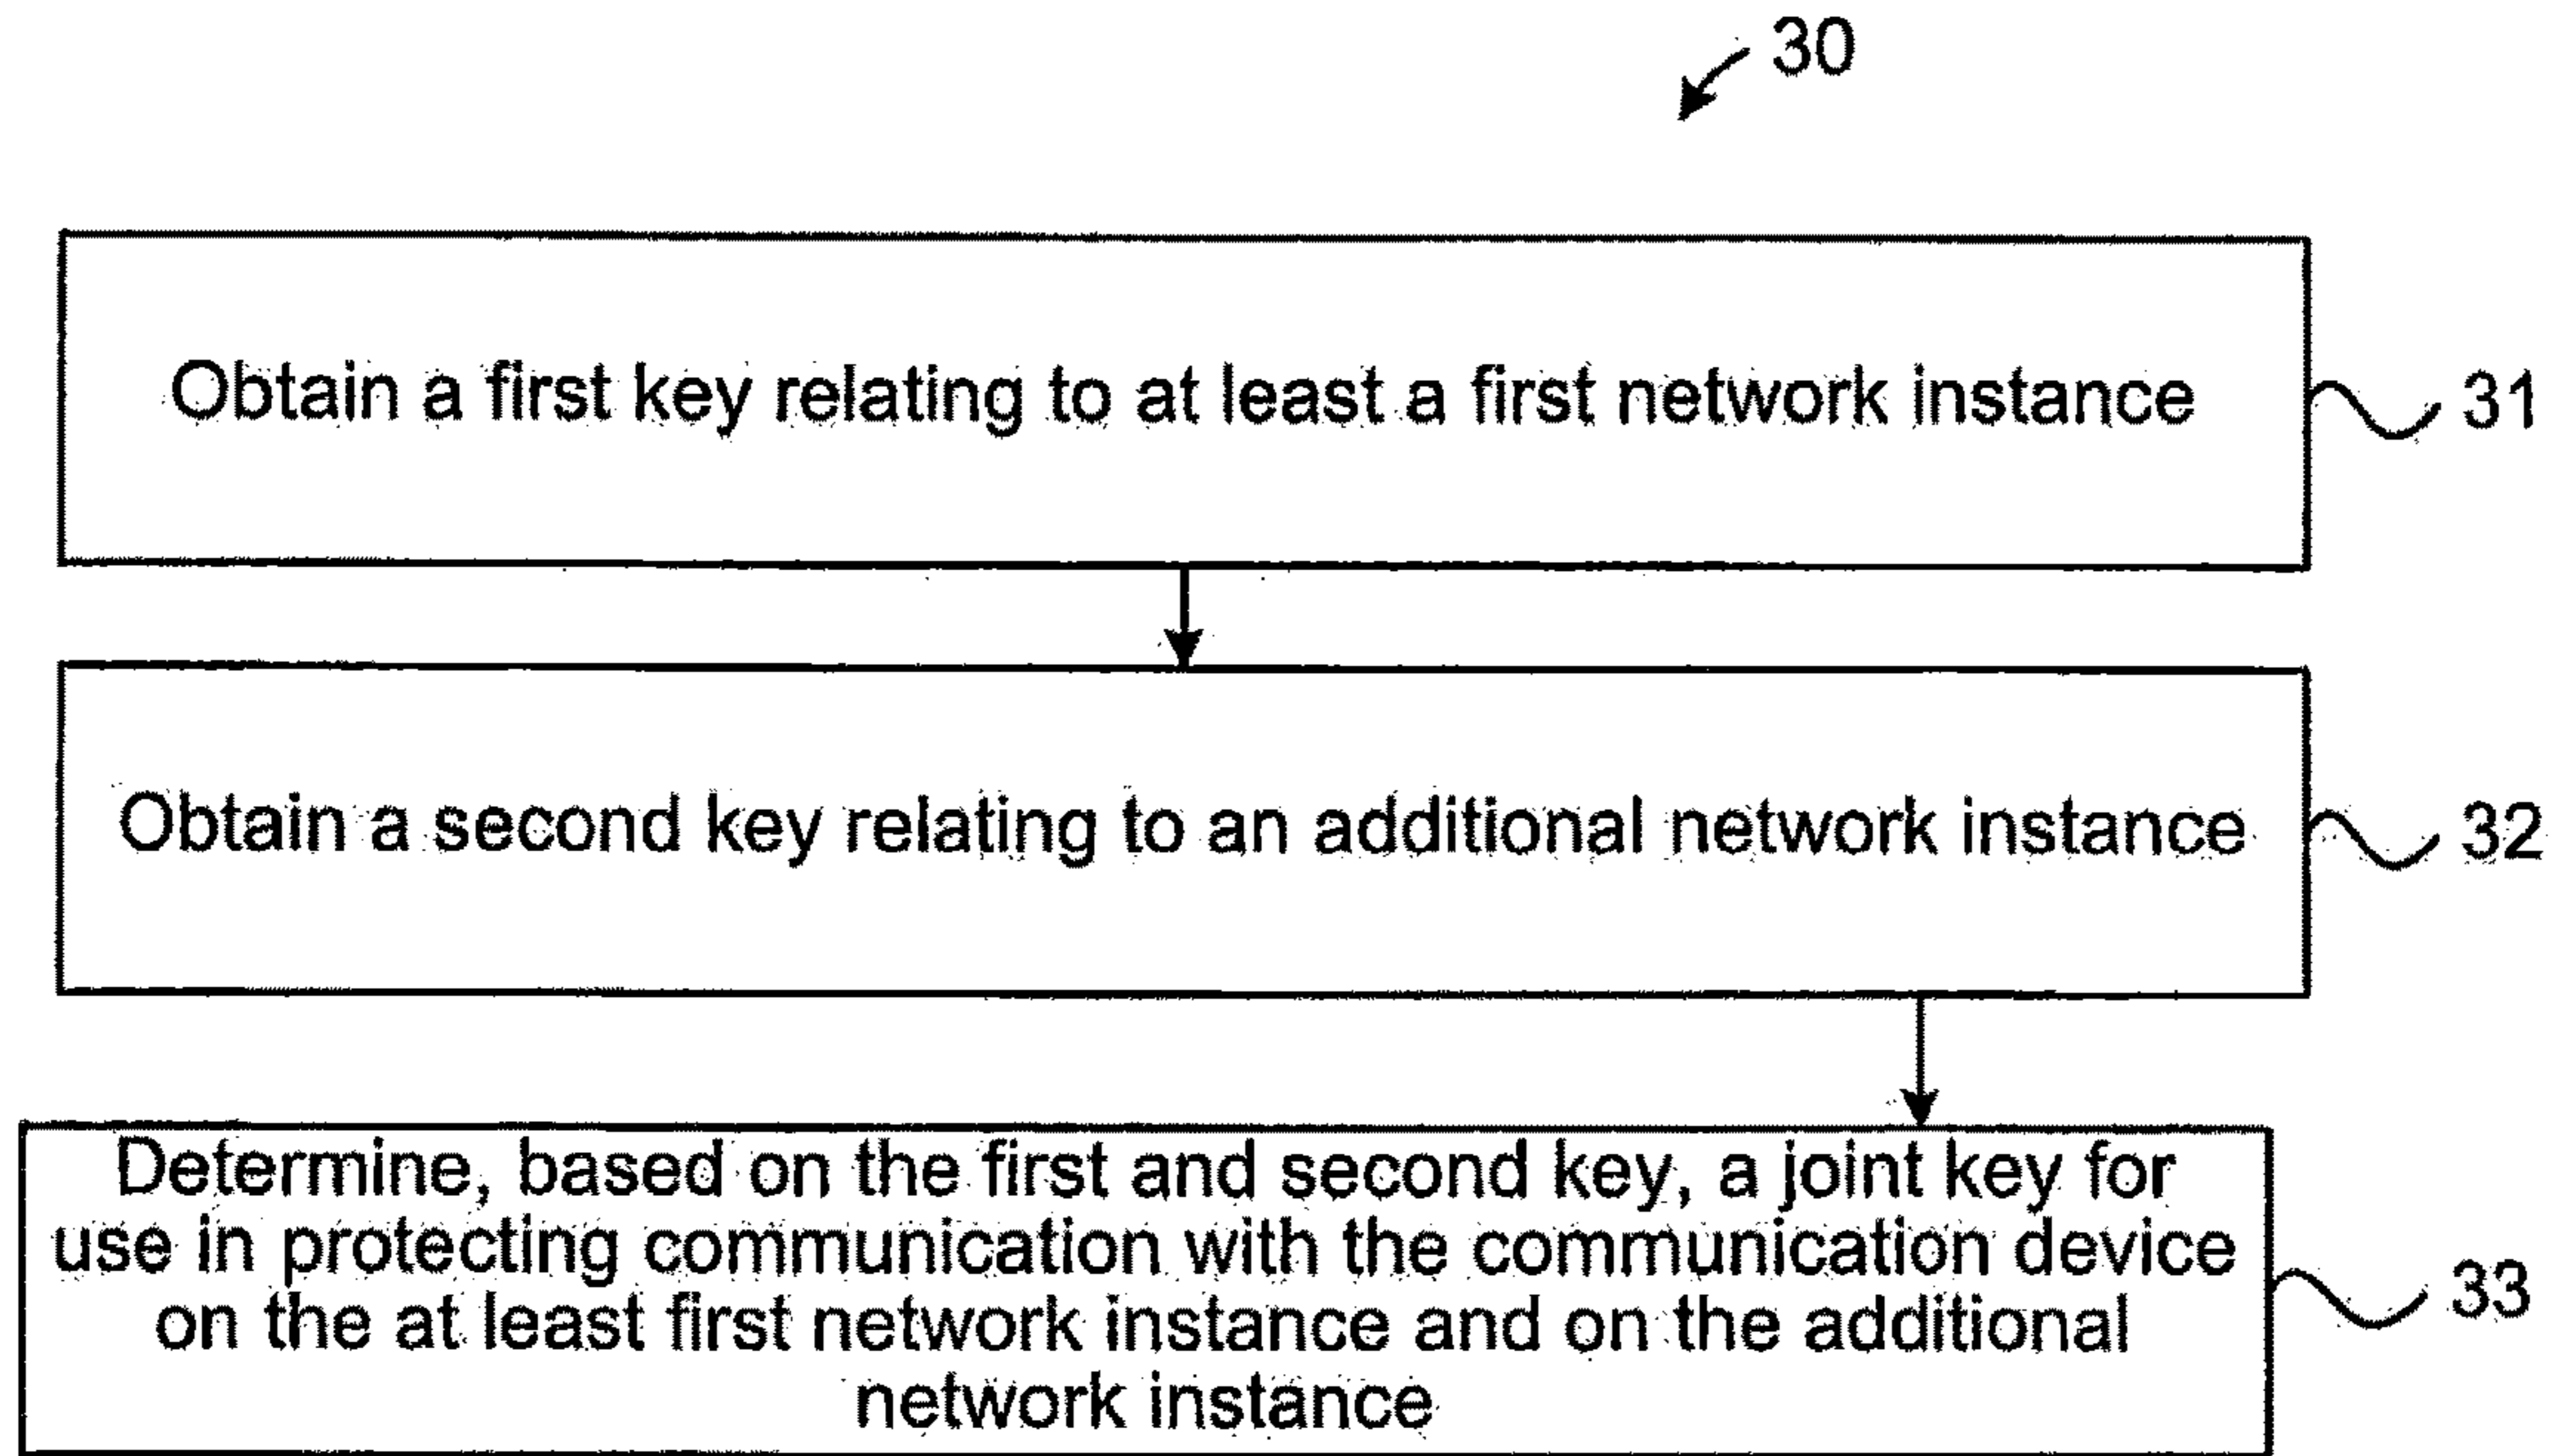 30
Obtain a first key relating to at least a first network instance
31
Obtain a second key relating to an additional network instance
32
Determine, based on the first and second key, a joint key for
use in protecting communication with the communication device
on the at least first network instance and on the additional
network instance
33